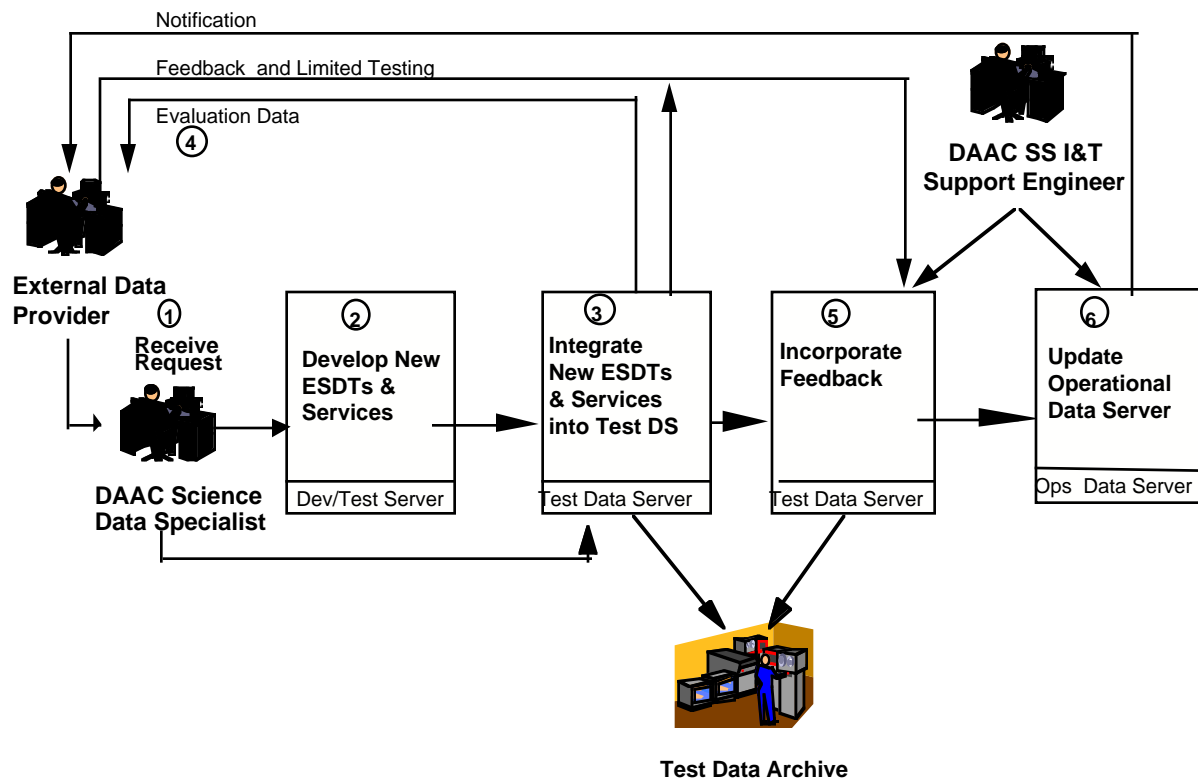 Notification
Feedback and Limited Testing
Evaluation Data
4
DAAC SS I&T
Support Engineer
External Data
Provider
1
Receive
Request
2
Develop New
ESDTs &
Services
Dev/Test Server
3
Integrate
New ESDTs
& Services
into Test DS
Test Data Server
5
Incorporate
Feedback
Test Data Server
6
Update
Operational
Data Server
Ops Data Server
DAAC Science
Data Specialist
Test Data Archive